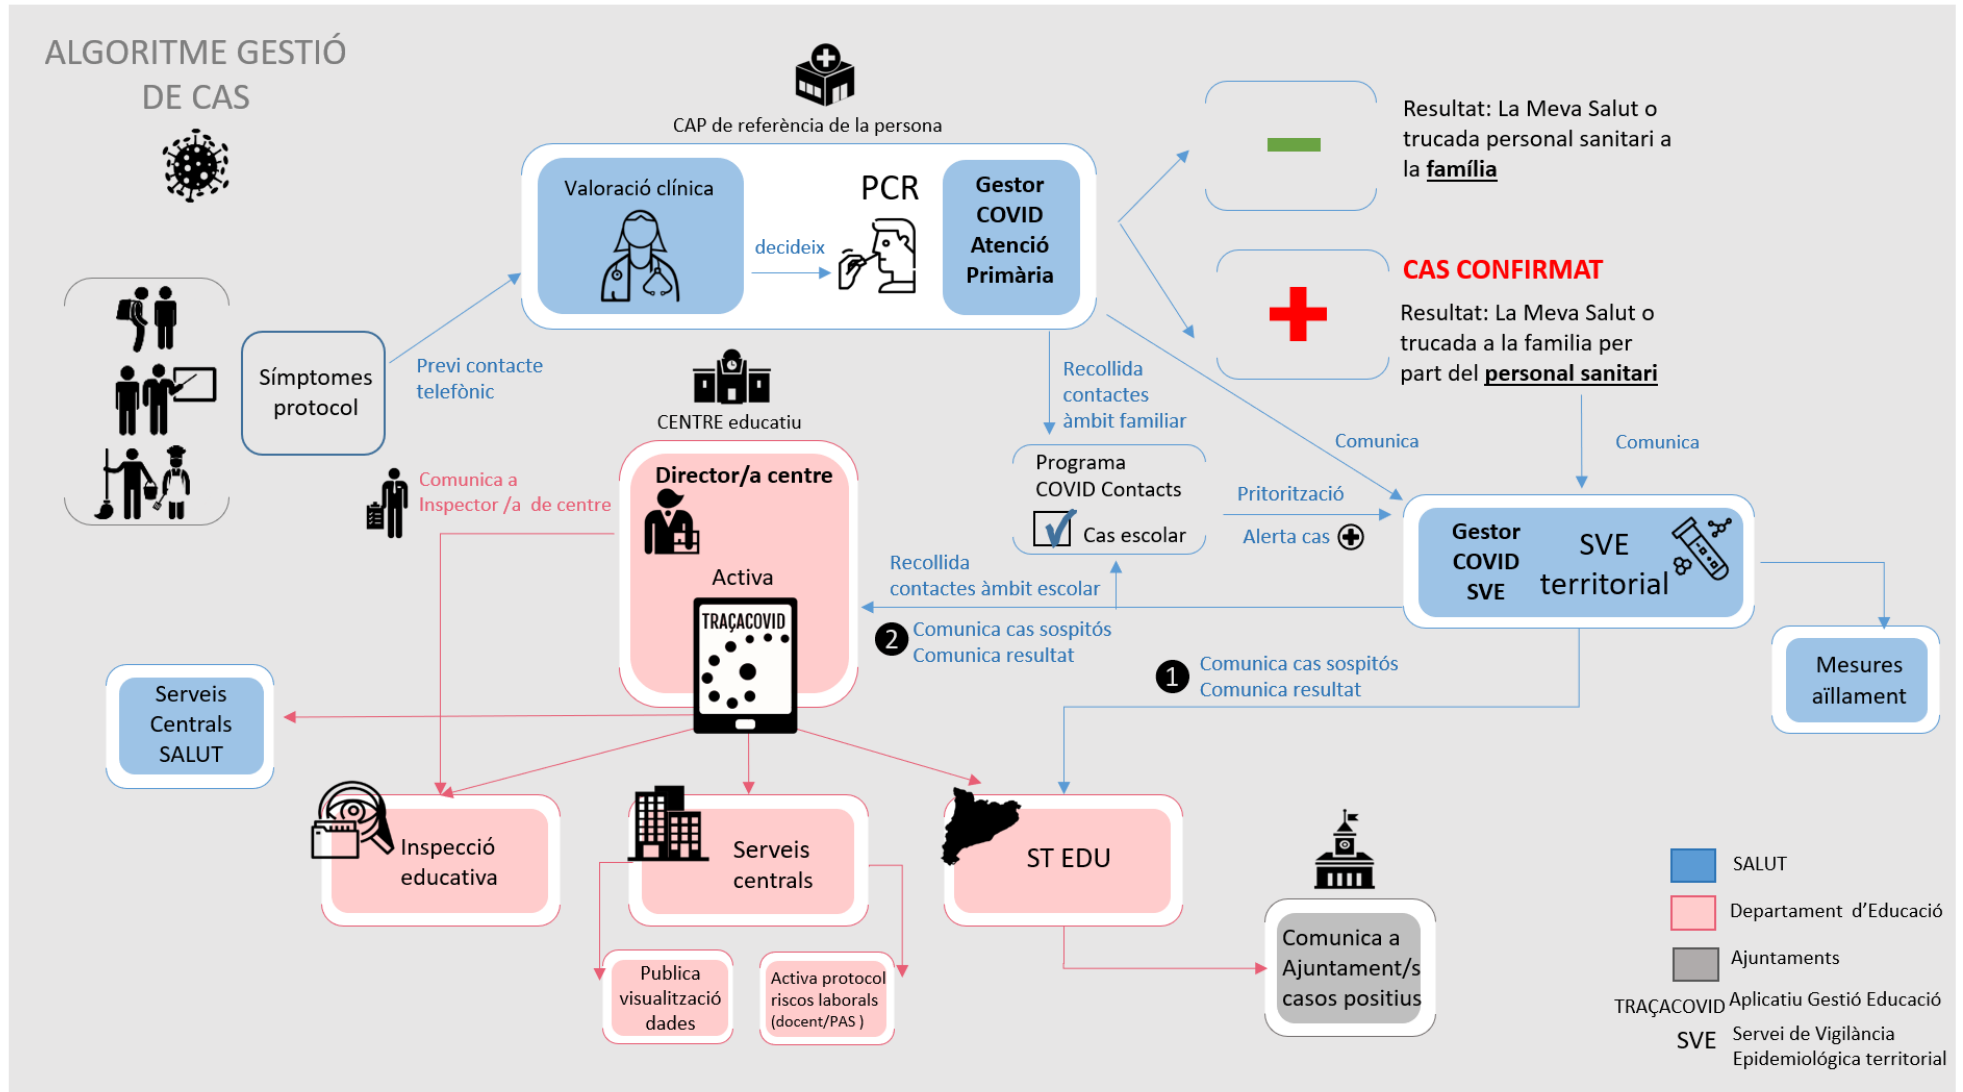 ALGORITME GESTIÓ
DE CAS
CAP de referència de la persona
Valoració clínica
decideix
PCR
Gestor
COVID
Atenció
Primària
Resultat: La Meva Salut o
trucada personal sanitari a
la família
CAS CONFIRMAT
Resultat: La Meva Salut o
trucada a la familia per
part del personal sanitari
Símptomes
protocol
Previ contacte
telefònic
CENTRE educatiu
Director/a centre
Activa
TRAÇACOVID
Comunica a
Inspector /a de centre
Recollida
contactes
àmbit familiar
Programa
COVID Contacts
Cas escolar
Comunica
Comunica
Pritorització
Alerta cas
Gestor
COVID
SVE
SVE
territorial
Recollida
contactes àmbit escolar
2
Comunica cas sospitós
Comunica resultat
1
Comunica cas sospitós
Comunica resultat
Mesures
aïllament
Serveis
Centrals
SALUT
Inspecció
educativa
Serveis
centrals
ST EDU
Publica
visualització
dades
Activa protocol
riscos laborals
(docent/PAS )
Comunica a
Ajuntament/s
casos positius
SALUT
Departament d'Educació
Ajuntaments
TRAÇACOVID Aplicatiu Gestió Educació
SVE Servei de Vigilància
Epidemiológica territorial